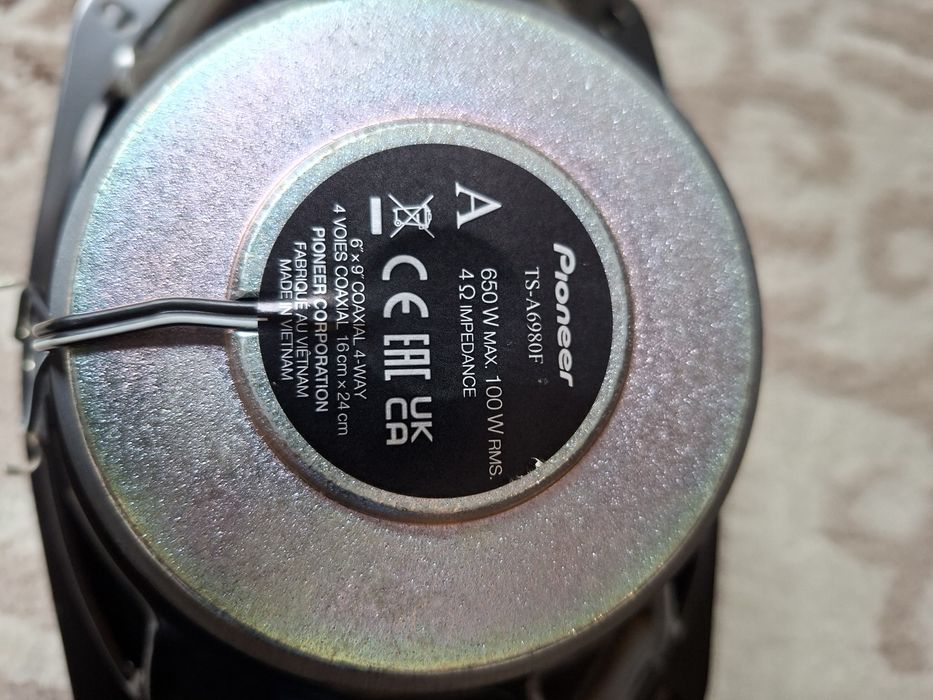 Pioneer
TS-A6980F
650 W MAX. 100 W RMS.
4 Ω IMPEDANCE
A
CE EAC UK
CA
6" x 9" COAXIAL 4-WAY
4 VOIES COAXIAL 16 cm x 24 cm
PIONEER CORPORATION
FABRIQUÉ AU VIETNAM
MADE IN VIETNAM